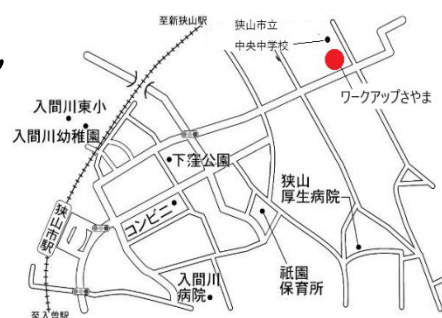 至新狭山駅
狭山市立
中央中学校
ワークアップさやま
入間川東小
入間川幼稚園
下窪公園
狭山
厚生病院
狭山市駅
コンビニ
祇園
保育所
入間川
病院
至入曽駅